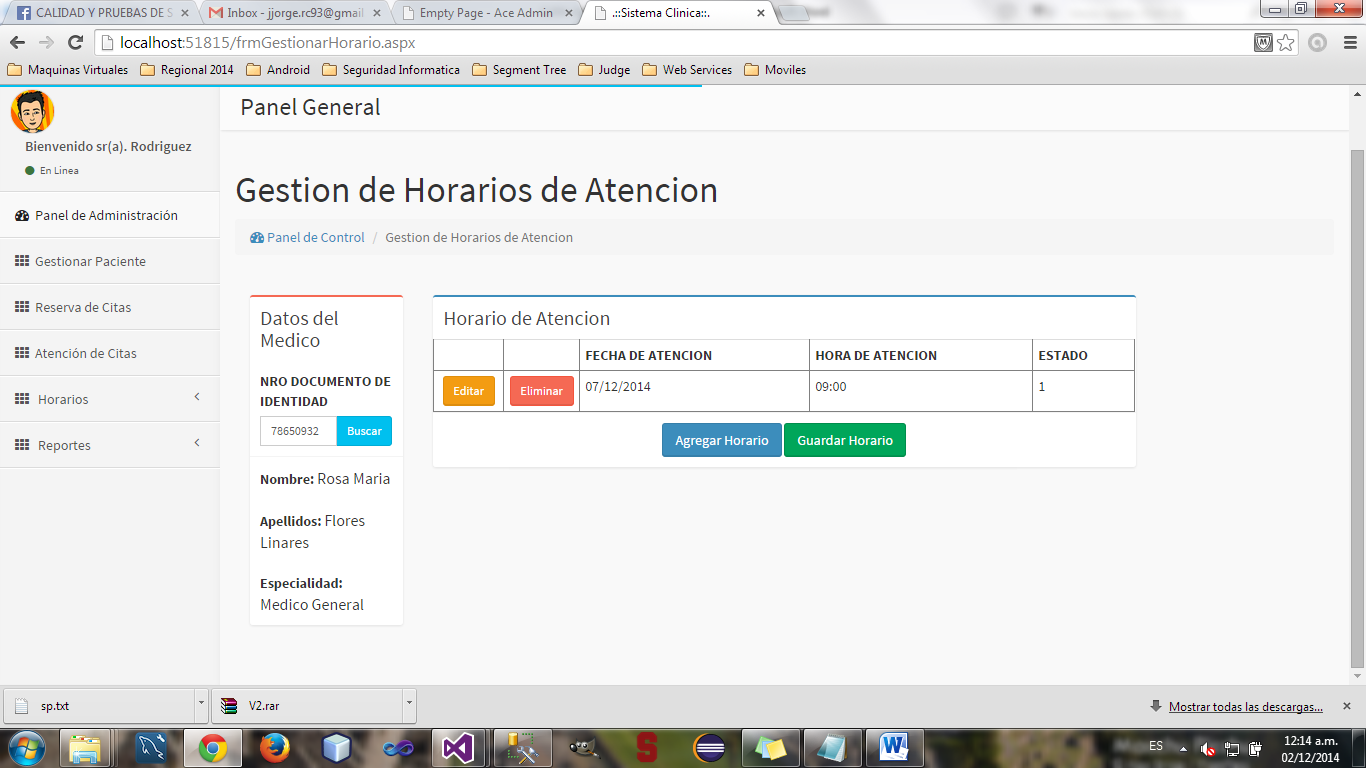 CALIDAD Y PRUEBAS DE S
Inbox - jjorge.rc93@gmail
Empty Page - Ace Admin
.::Sistema Clinica::.
localhost:51815/frmGestionarHorario.aspx
Maquinas Virtuales
Regional 2014
Android
Seguridad Informatica
Segment Tree
Judge
Web Services
Moviles
Panel General
Bienvenido sr(a). Rodriguez
En Linea
Panel de Administración
Gestionar Paciente
Reserva de Citas
Atención de Citas
Horarios
Reportes
Gestion de Horarios de Atencion
Panel de Control / Gestion de Horarios de Atencion
Datos del
Medico
NRO DOCUMENTO DE
IDENTIDAD
78650932 Buscar
Nombre: Rosa Maria
Apellidos: Flores
Linares
Especialidad:
Medico General
Horario de Atencion
FECHA DE ATENCION HORA DE ATENCION ESTADO
Editar Eliminar 07/12/2014 09:00 1
Agregar Horario Guardar Horario
sp.txt
V2.rar
Mostrar todas las descargas...
ES
12:14 a.m.
02/12/2014